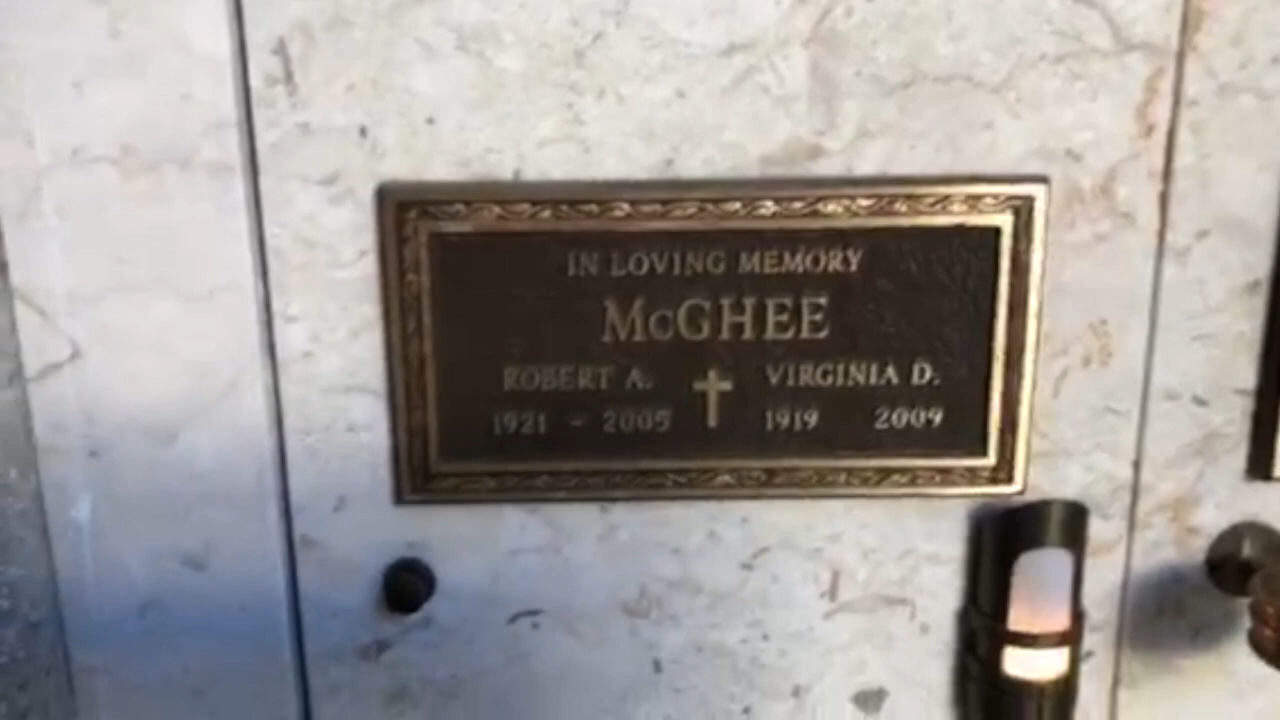 IN LOVING MEMORY
McGHEE
ROBERT A. VIRGINIA D.
1921 - 2005 1919 2009